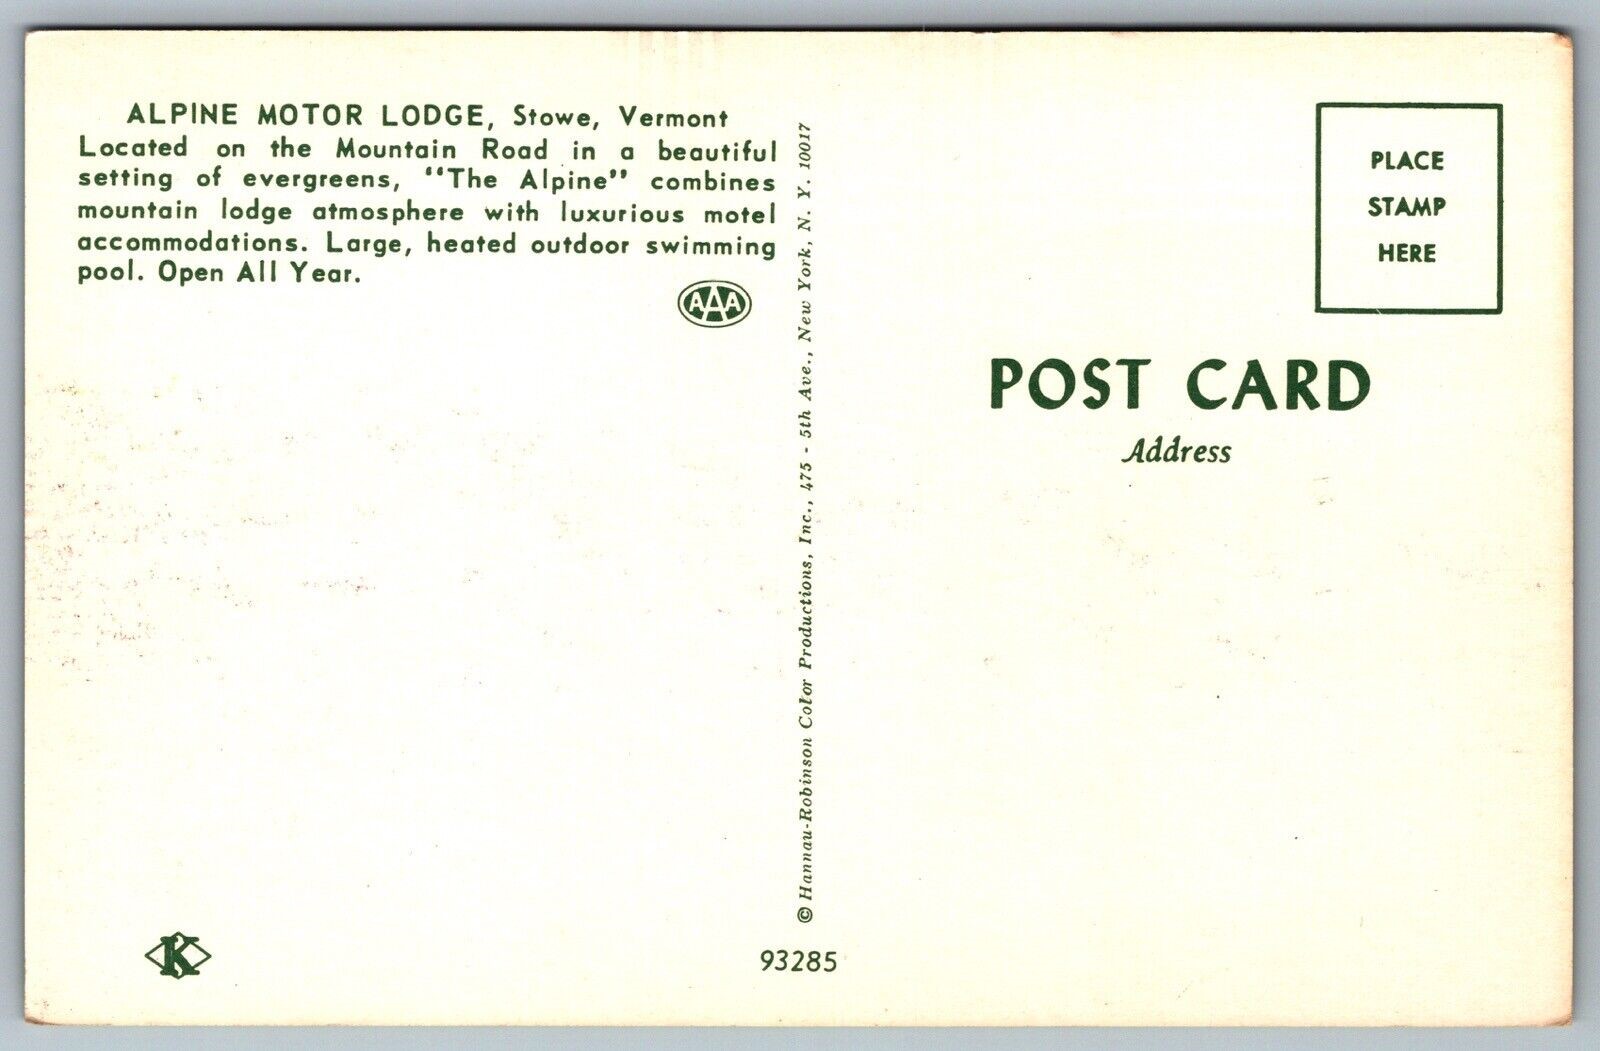 ALPINE MOTOR LODGE, Stowe, Vermont
Located on the Mountain Road in a beautiful
setting of evergreens, "The Alpine" combines
mountain lodge atmosphere with luxurious motel
accommodations. Large, heated outdoor swimming
pool. Open All Year.
AAA
K
© Hannau-Robinson Color Productions, Inc., 475 - 5th Ave., New York, N. Y. 10017
93285
PLACE
STAMP
HERE
POST CARD
Address